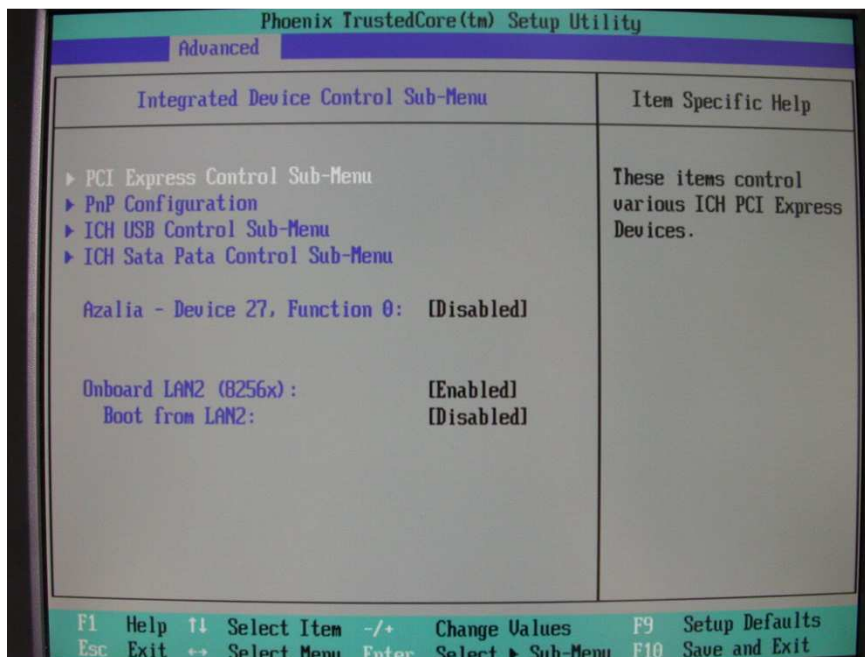 Phoenix TrustedCore(tm) Setup Utility
Advanced
Integrated Device Control Sub-Menu
Item Specific Help
▶ PCI Express Control Sub-Menu
▶ PnP Configuration
▶ ICH USB Control Sub-Menu
▶ ICH Sata Pata Control Sub-Menu
Azalia - Device 27, Function 0: [Disabled]
Onboard LAN2 (8256x): [Enabled]
Boot from LAN2: [Disabled]
These items control
various ICH PCI Express
Devices.
F1 Help ↑↓ Select Item -/+ Change Values F9 Setup Defaults
Esc Exit ↔ Select Menu Enter Select ▶ Sub-Menu F10 Save and Exit